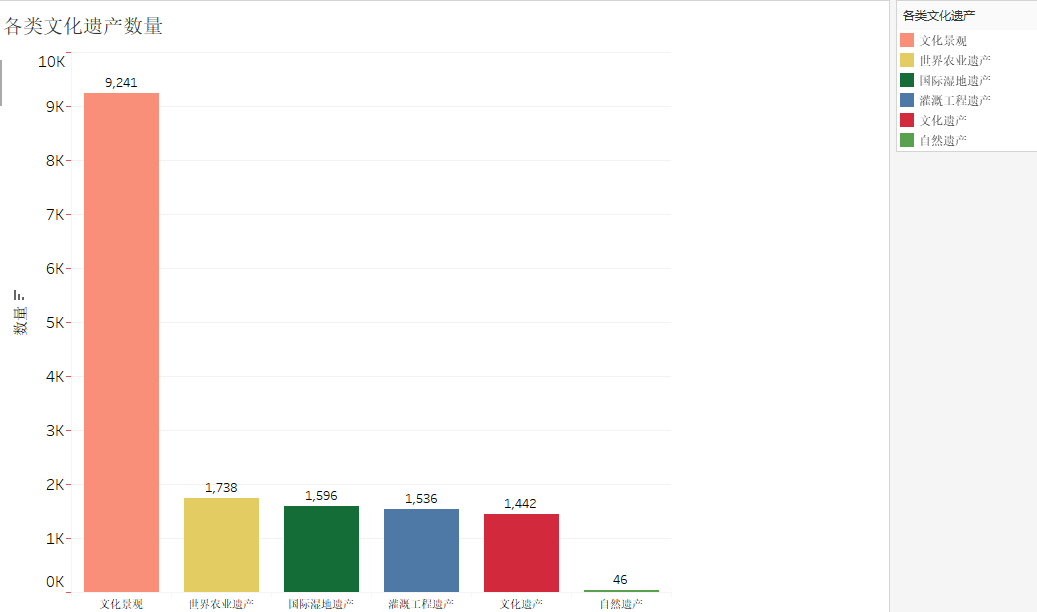 各类文化遗产数量
10K
9K
8K
7K
6K
5K
4K
3K
2K
1K
0K
数量
9,241
1,738
1,596
1,536
1,442
46
文化景观
世界农业遗产
国际湿地遗产
灌溉工程遗产
文化遗产
自然遗产
各类文化遗产
文化景观
世界农业遗产
国际湿地遗产
灌溉工程遗产
文化遗产
自然遗产